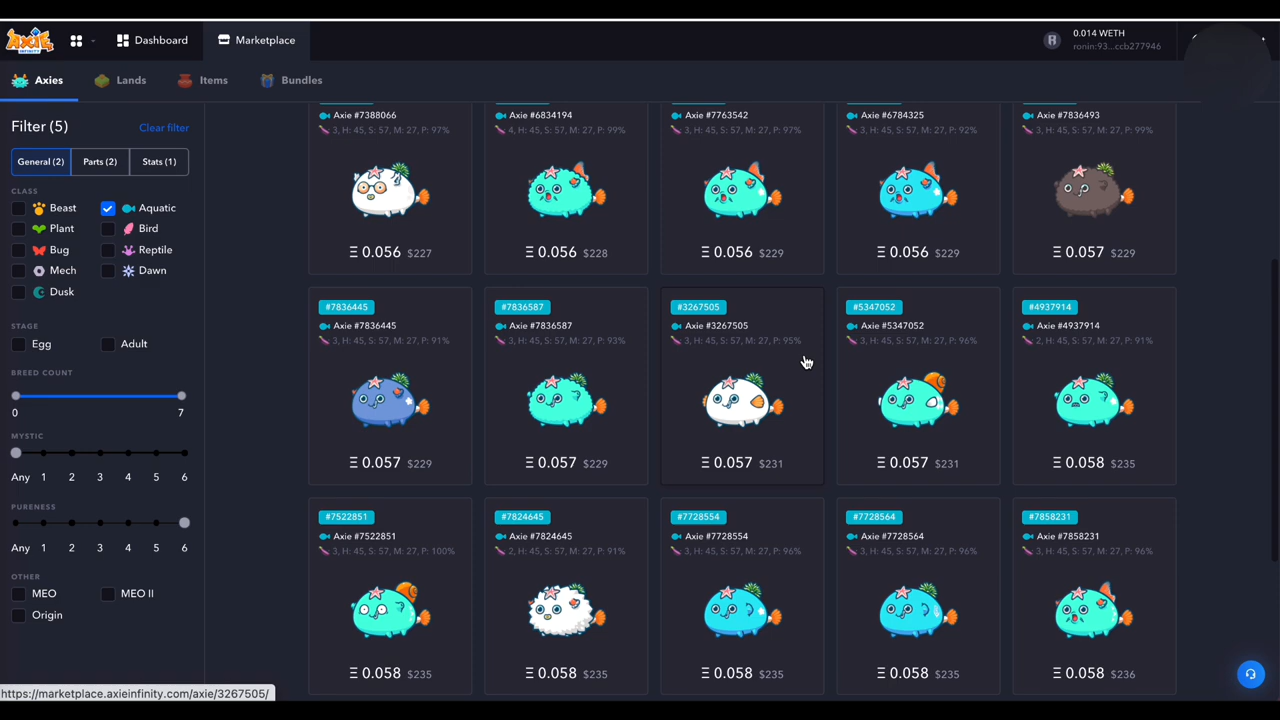 AXIE
INFINITY
Dashboard
Marketplace
0.014 WETH
ronin:93...ccb277946
Axies
Lands
Items
Bundles
Filter (5)
Clear filter
General (2)
Parts (2)
Stats (1)
CLASS
Beast
Aquatic
Plant
Bird
Bug
Reptile
Mech
Dawn
Dusk
STAGE
Egg
Adult
BREED COUNT
0
7
MYSTIC
Any 1 2 3 4 5 6
PURENESS
Any 1 2 3 4 5 6
OTHER
MEO
MEO II
Origin
Axie #7388066
3, H: 45, S: 57, M: 27, P: 97%
Ξ 0.056 $227
Axie #6834194
4, H: 45, S: 57, M: 27, P: 99%
Ξ 0.056 $228
Axie #7763542
3, H: 45, S: 57, M: 27, P: 97%
Ξ 0.056 $229
Axie #6784325
3, H: 45, S: 57, M: 27, P: 92%
Ξ 0.056 $229
Axie #7836493
3, H: 45, S: 57, M: 27, P: 99%
Ξ 0.057 $229
#7836445
Axie #7836445
3, H: 45, S: 57, M: 27, P: 91%
Ξ 0.057 $229
#7836587
Axie #7836587
3, H: 45, S: 57, M: 27, P: 93%
Ξ 0.057 $229
#3267505
Axie #3267505
3, H: 45, S: 57, M: 27, P: 95%
Ξ 0.057 $231
#5347052
Axie #5347052
3, H: 45, S: 57, M: 27, P: 96%
Ξ 0.057 $231
#4937914
Axie #4937914
2, H: 45, S: 57, M: 27, P: 91%
Ξ 0.058 $235
#7522851
Axie #7522851
3, H: 45, S: 57, M: 27, P: 100%
Ξ 0.058 $235
#7824645
Axie #7824645
2, H: 45, S: 57, M: 27, P: 91%
Ξ 0.058 $235
#7728554
Axie #7728554
3, H: 45, S: 57, M: 27, P: 96%
Ξ 0.058 $235
#7728564
Axie #7728564
3, H: 45, S: 57, M: 27, P: 96%
Ξ 0.058 $235
#7858231
Axie #7858231
3, H: 45, S: 57, M: 27, P: 96%
Ξ 0.058 $236
https://marketplace.axieinfinity.com/axie/3267505/